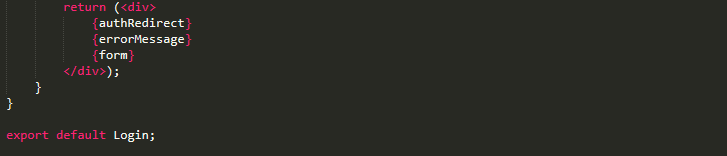 return (<div>
{authRedirect}
{errorMessage}
{form}
</div>);
}
}
export default Login;